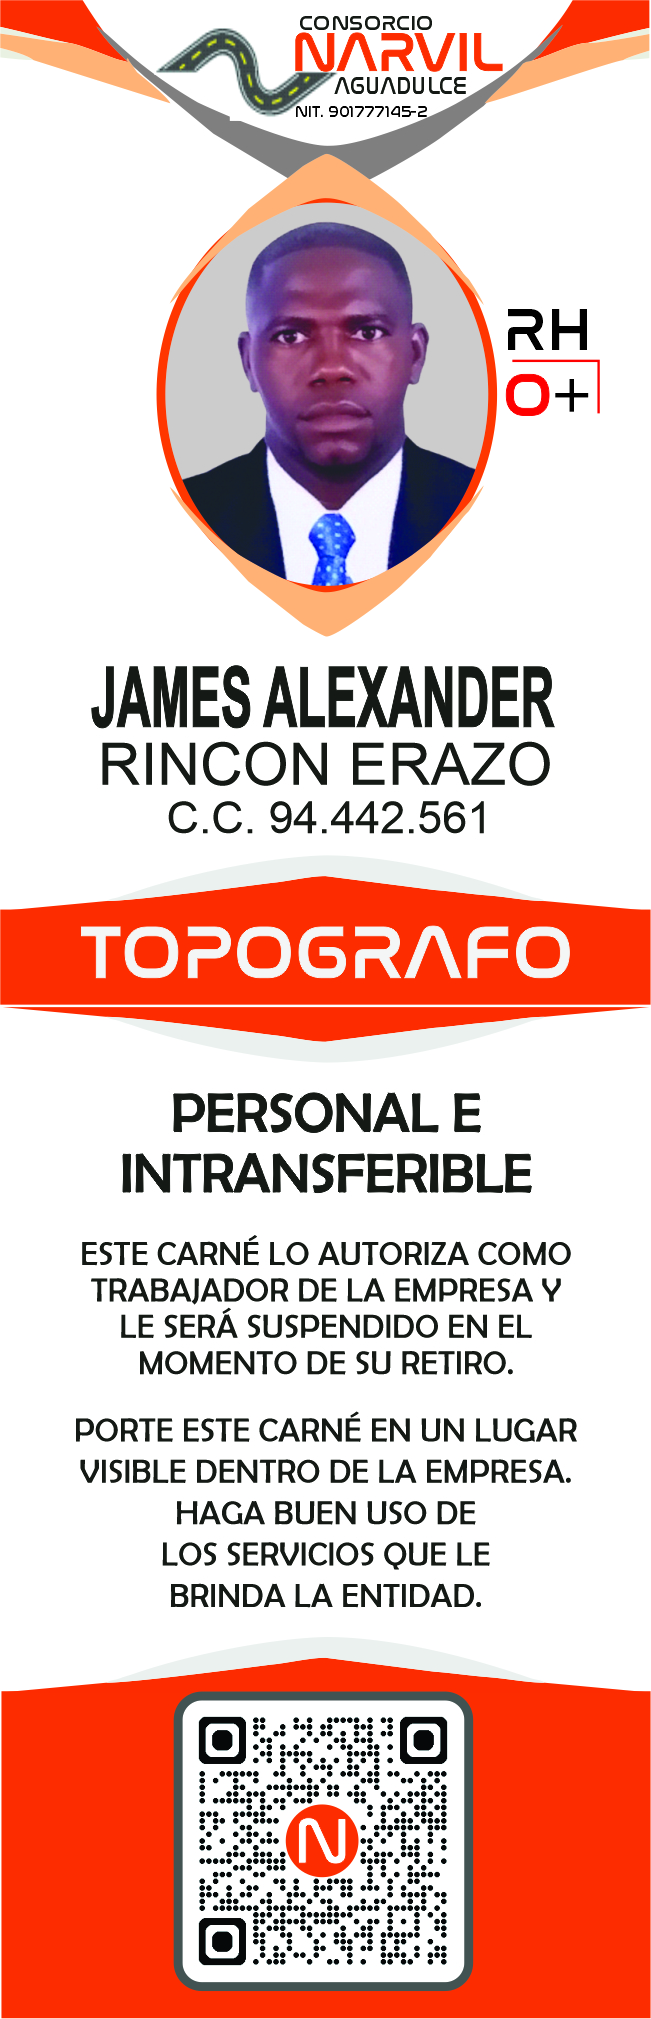 CONSORCIO
NARVIL
AGUADULCE
NIT. 901777145-2
RH
O+
JAMES ALEXANDER
RINCON ERAZO
C.C. 94.442.561
TOPOGRAFO
PERSONAL E
INTRANSFERIBLE
ESTE CARNÉ LO AUTORIZA COMO
TRABAJADOR DE LA EMPRESA Y
LE SERÁ SUSPENDIDO EN EL
MOMENTO DE SU RETIRO.
PORTE ESTE CARNÉ EN UN LUGAR
VISIBLE DENTRO DE LA EMPRESA.
HAGA BUEN USO DE
LOS SERVICIOS QUE LE
BRINDA LA ENTIDAD.
N